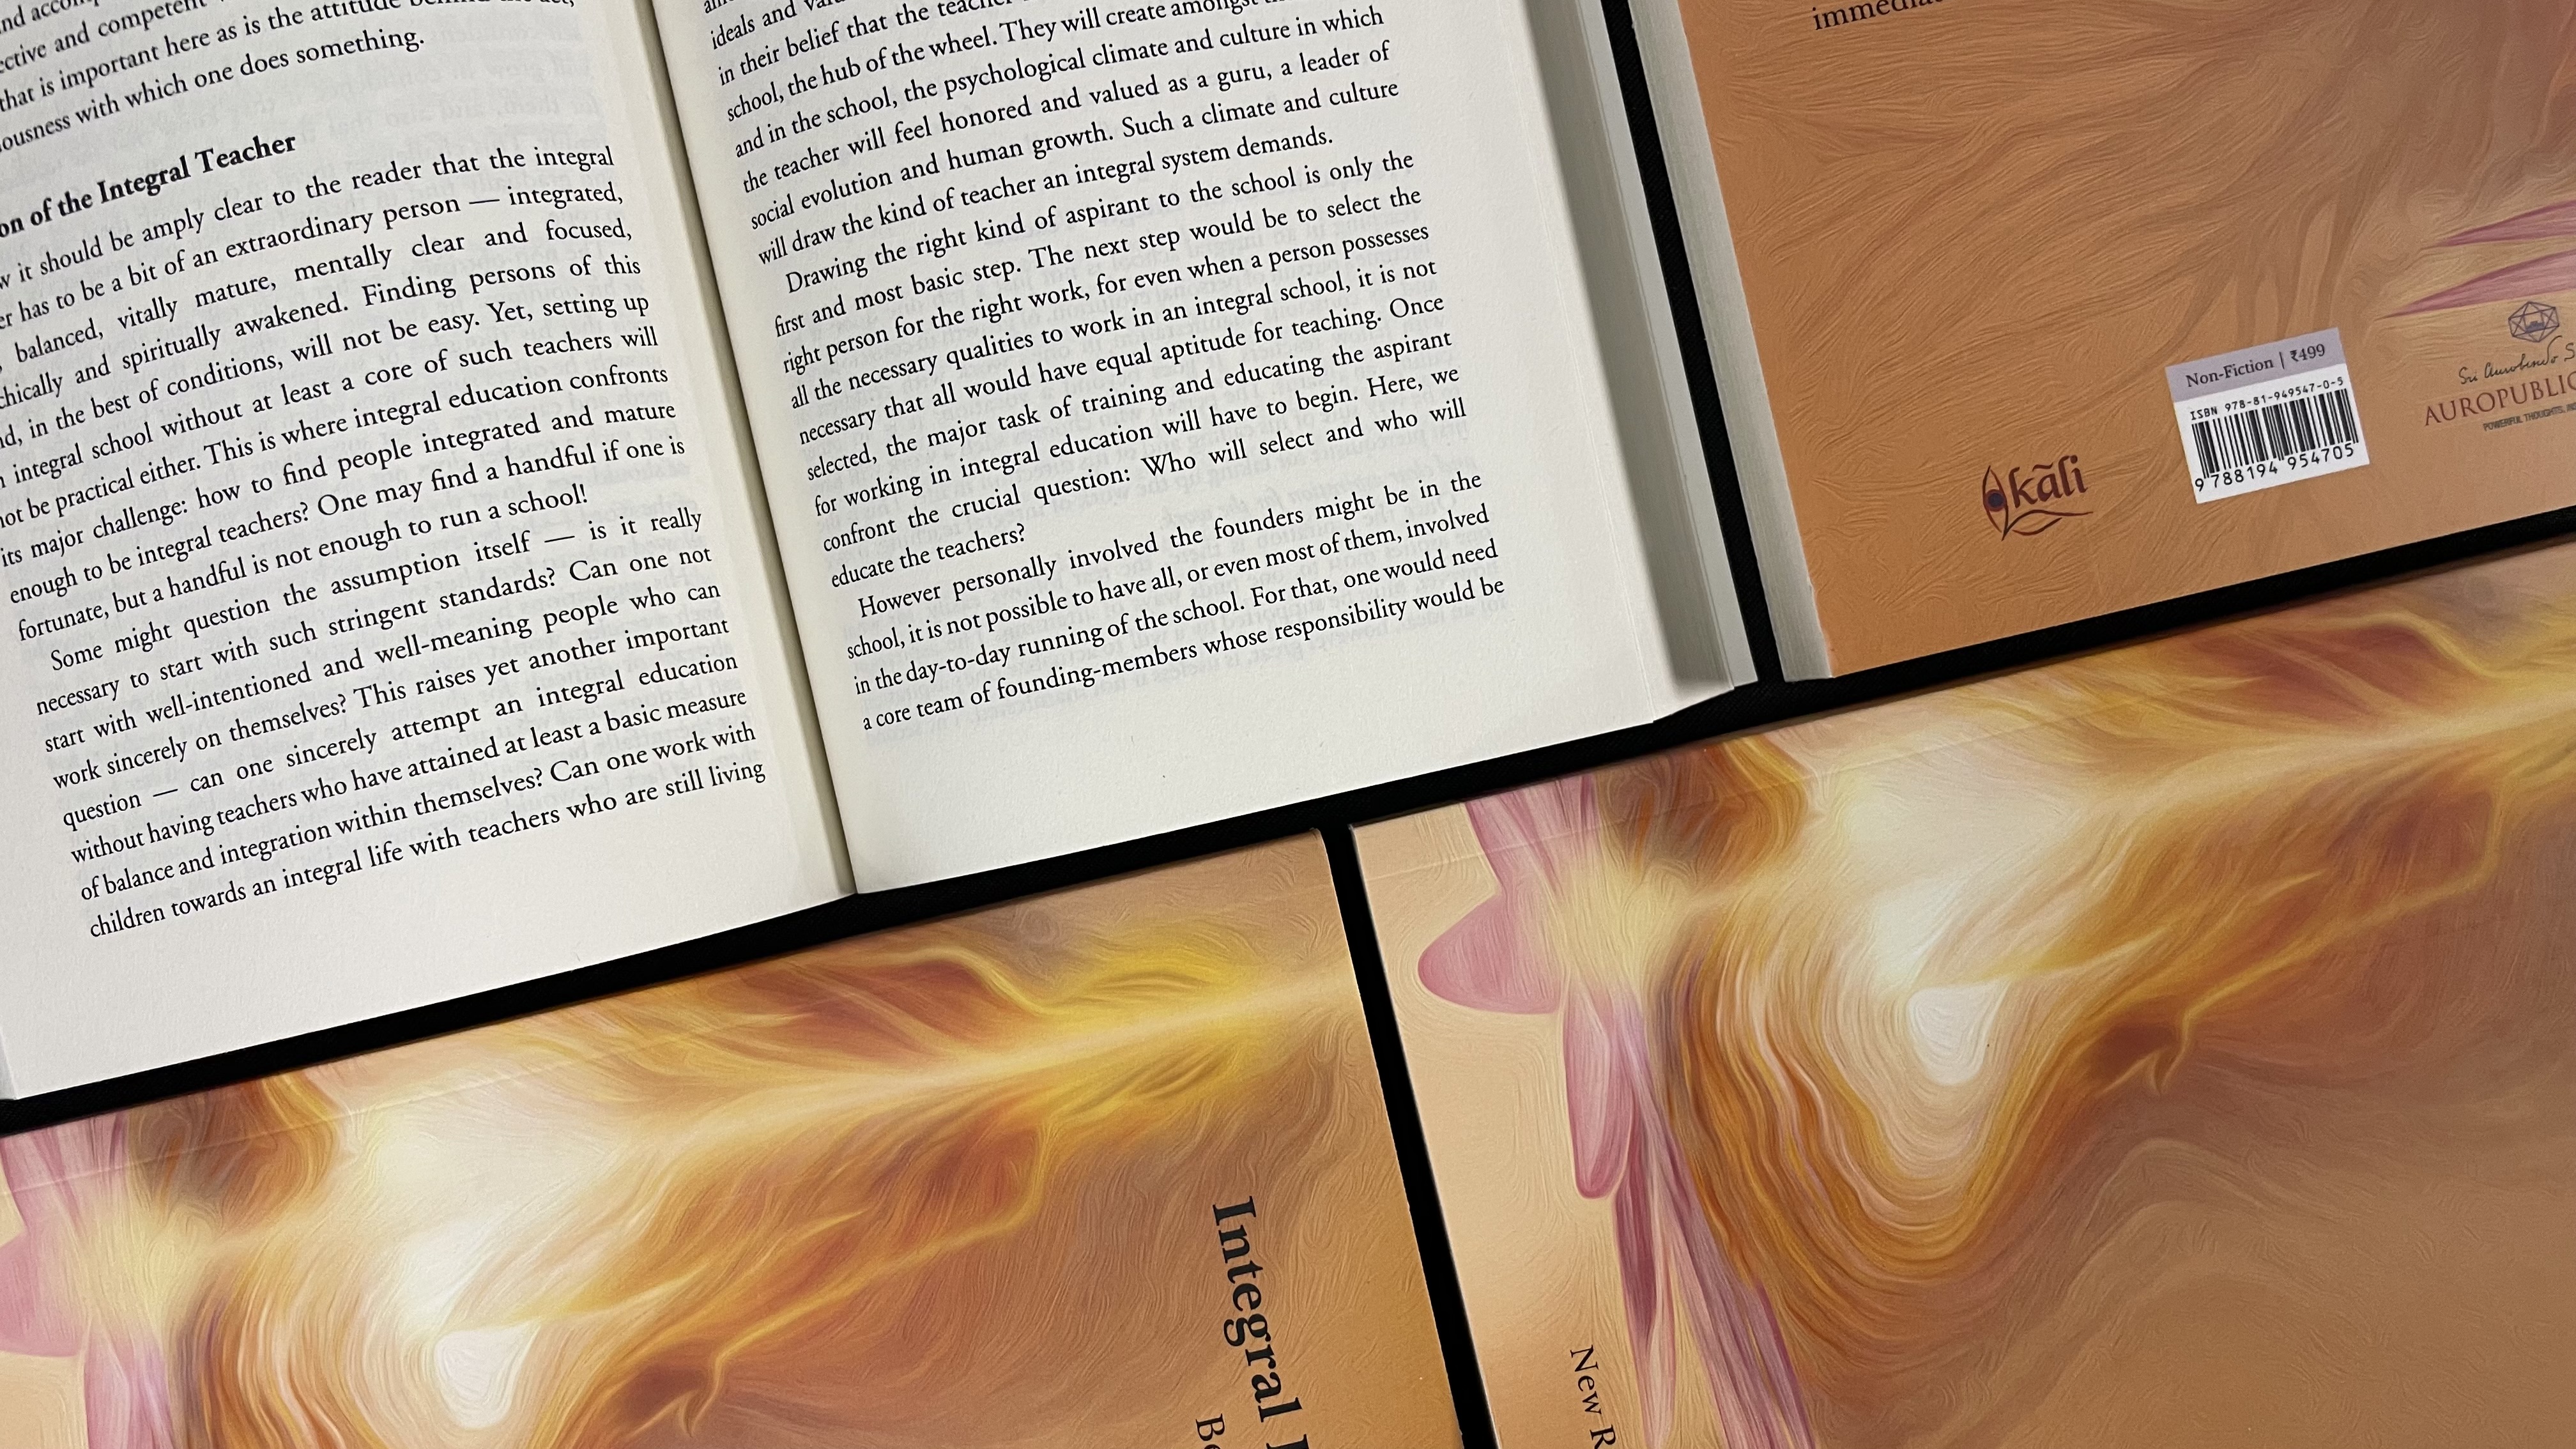 ective and competent
that is important here as is the attitude behind the act,
ousness with which one does something.
on of the Integral Teacher
w it should be amply clear to the reader that the integral
er has to be a bit of an extraordinary person — integrated,
balanced, vitally mature, mentally clear and focused,
chically and spiritually awakened. Finding persons of this
nd, in the best of conditions, will not be easy. Yet, setting up
n integral school without at least a core of such teachers will
not be practical either. This is where integral education confronts
its major challenge: how to find people integrated and mature
enough to be integral teachers? One may find a handful if one is
fortunate, but a handful is not enough to run a school!
Some might question the assumption itself — is it really
necessary to start with such stringent standards? Can one not
start with well-intentioned and well-meaning people who can
work sincerely on themselves? This raises yet another important
question — can one sincerely attempt an integral education
without having teachers who have attained at least a basic measure
of balance and integration within themselves? Can one work with
children towards an integral life with teachers who are still living
ideals and
in their belief that the teacher
school, the hub of the wheel. They will create amongst
and in the school, the psychological climate and culture in which
the teacher will feel honored and valued as a guru, a leader of
social evolution and human growth. Such a climate and culture
will draw the kind of teacher an integral system demands.
Drawing the right kind of aspirant to the school is only the
first and most basic step. The next step would be to select the
right person for the right work, for even when a person possesses
all the necessary qualities to work in an integral school, it is not
necessary that all would have equal aptitude for teaching. Once
selected, the major task of training and educating the aspirant
for working in integral education will have to begin. Here, we
confront the crucial question: Who will select and who will
educate the teachers?
However personally involved the founders might be in the
school, it is not possible to have all, or even most of them, involved
in the day-to-day running of the school. For that, one would need
a core team of founding-members whose responsibility would be
immedia
kāli
Non-Fiction | ₹499
ISBN 978-81-949547-0-5
9 788194 954705
Sri Aurobindo S
AUROPUBLIC
POWERFUL THOUGHTS.
Integral
Be
New R